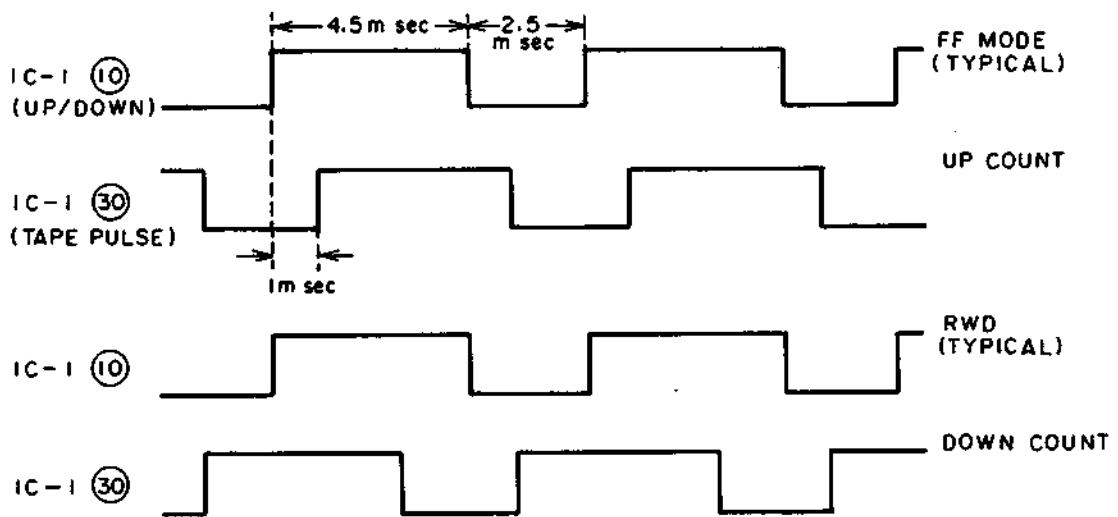 4.5 m sec
2.5
m sec
FF MODE
(TYPICAL)
IC-1 ⑩
(UP/DOWN)
UP COUNT
IC-1 ㉚
(TAPE PULSE)
1m sec
RWD
(TYPICAL)
IC-1 ⑩
DOWN COUNT
IC-1 ㉚